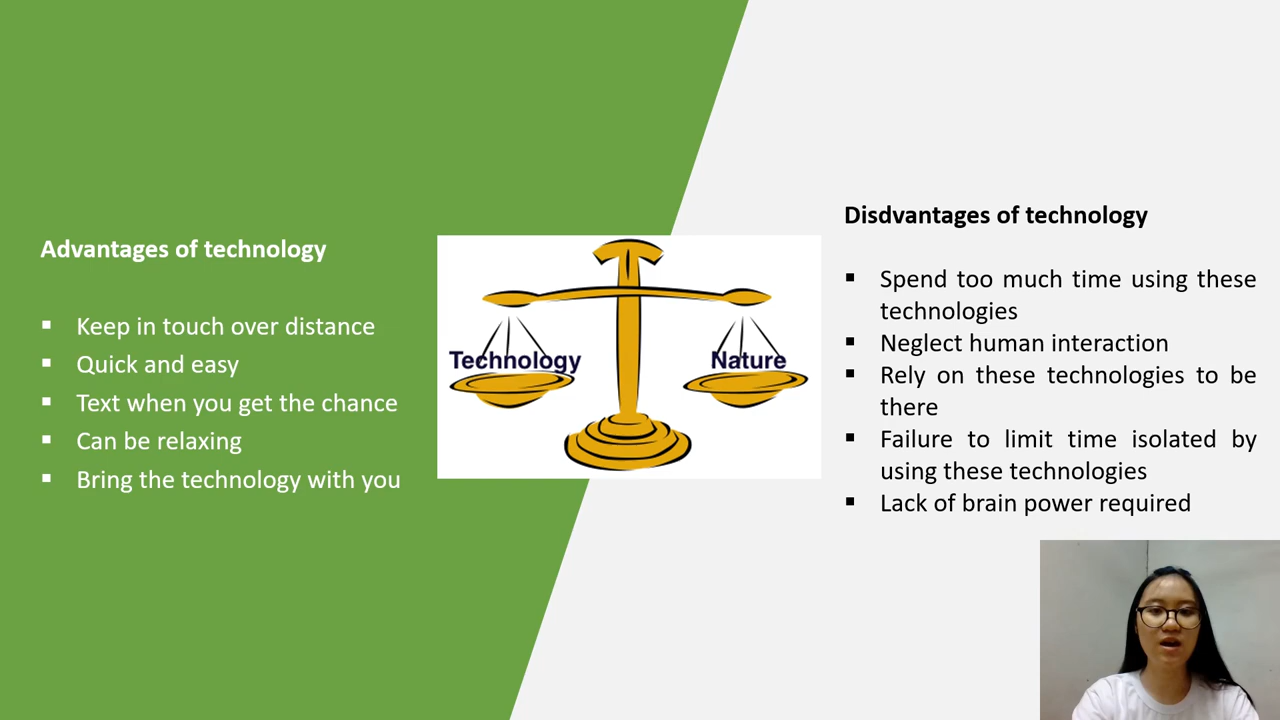 Advantages of technology
Keep in touch over distance
Quick and easy
Text when you get the chance
Can be relaxing
Bring the technology with you
Technology
Nature
Disdvantages of technology
Spend too much time using these
technologies
Neglect human interaction
Rely on these technologies to be
there
Failure to limit time isolated by
using these technologies
Lack of brain power required